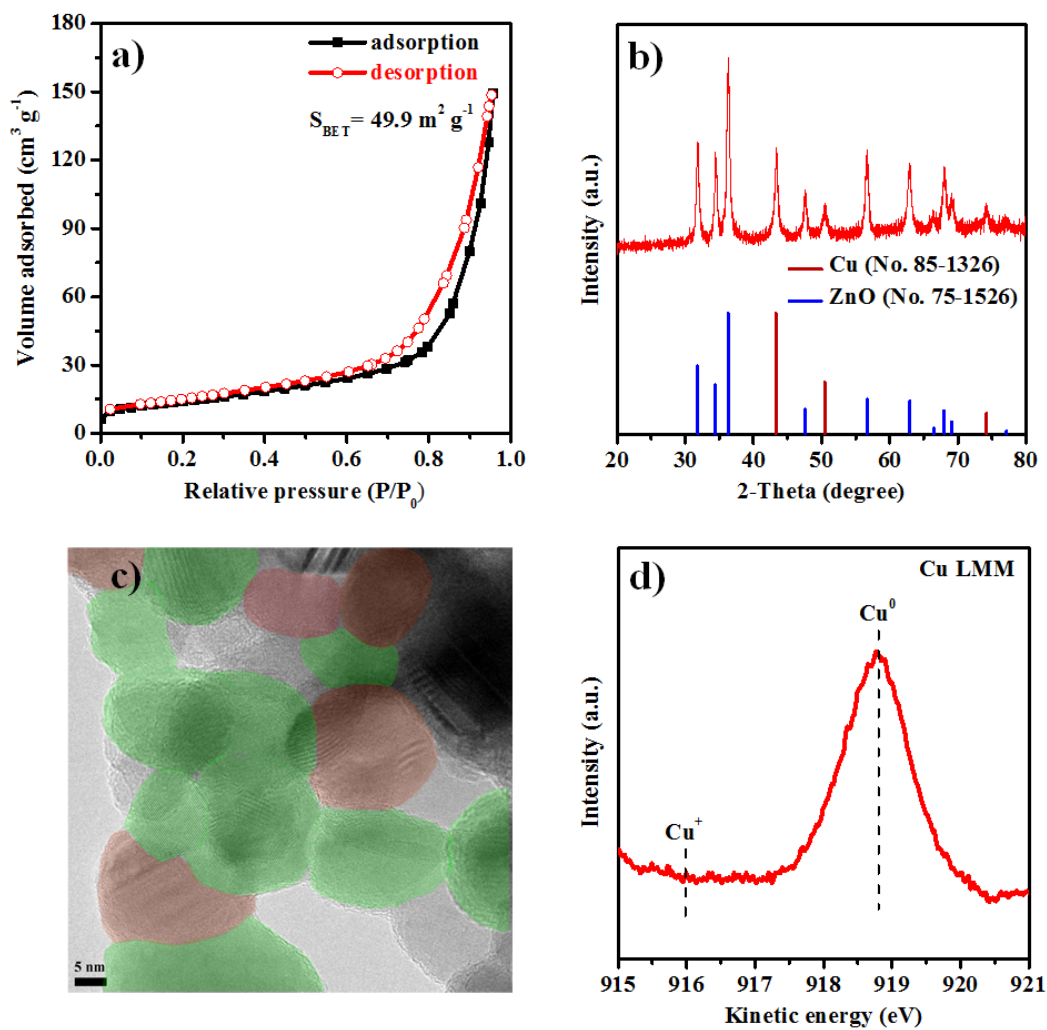 a)
adsorption
desorption
S_BET = 49.9 m² g⁻¹
180
150
120
90
60
30
0
0.0 0.2 0.4 0.6 0.8 1.0
Volume adsorbed (cm³ g⁻¹)
Relative pressure (P/P₀)
b)
Cu (No. 85-1326)
ZnO (No. 75-1526)
20 30 40 50 60 70 80
Intensity (a.u.)
2-Theta (degree)
c)
5 nm
d)
Cu LMM
Cu⁰
Cu⁺
915 916 917 918 919 920 921
Intensity (a.u.)
Kinetic energy (eV)